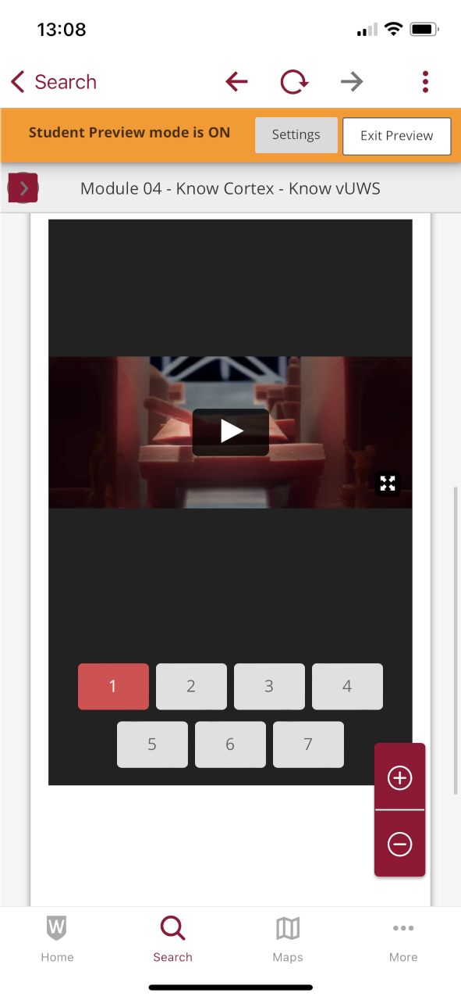 13:08
Search
Student Preview mode is ON
Settings
Exit Preview
Module 04 - Know Cortex - Know vUWS
1 2 3 4
5 6 7
W
Home Search Maps More